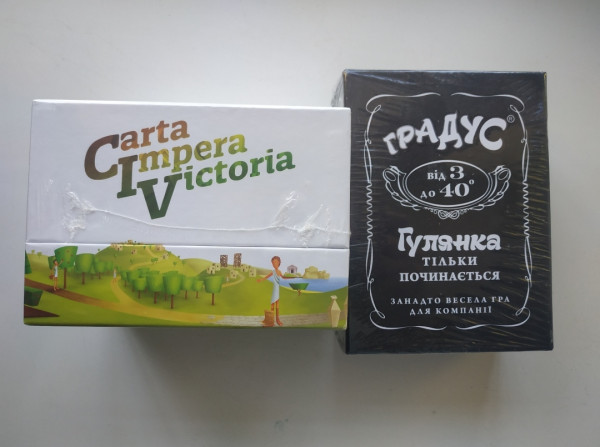 Carta
Impera
Victoria
ГРАДУС®
від 3
до 40°
Гулянка
ТІЛЬКИ
ПОЧИНАЄТЬСЯ
ЗАНАДТО ВЕСЕЛА ГРА
ДЛЯ КОМПАНІЇ